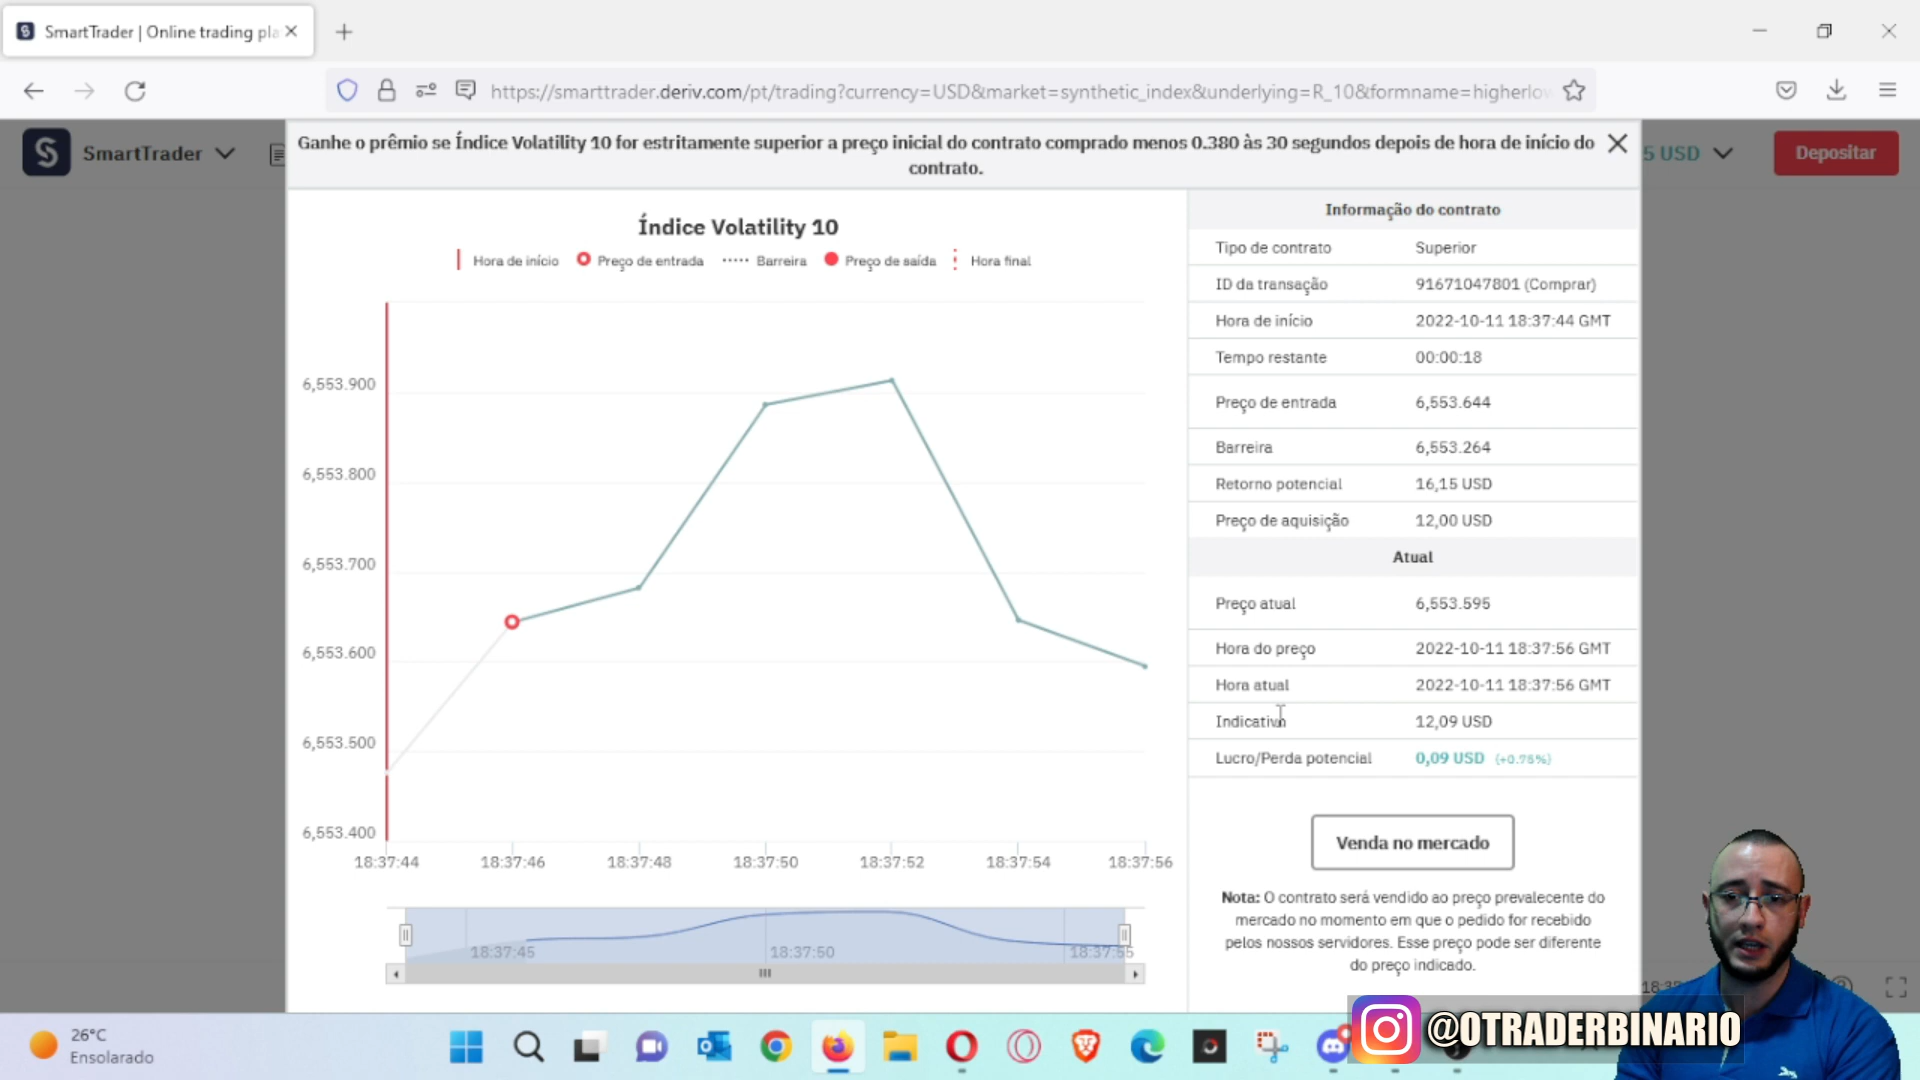 SmartTrader | Online trading pla
https://smarttrader.deriv.com/pt/trading?currency=USD&market=synthetic_index&underlying=R_10&formname=higherlow
SmartTrader
5 USD
Depositar
Ganhe o prêmio se Índice Volatility 10 for estritamente superior a preço inicial do contrato comprado menos 0.380 às 30 segundos depois de hora de início do
contrato.
Índice Volatility 10
Hora de início
Preço de entrada
Barreira
Preço de saída
Hora final
6,553.900
6,553.800
6,553.700
6,553.600
6,553.500
6,553.400
18:37:44
18:37:46
18:37:48
18:37:50
18:37:52
18:37:54
18:37:56
18:37:45
18:37:50
18:37:55
Informação do contrato
Tipo de contrato Superior
ID da transação 91671047801 (Comprar)
Hora de início 2022-10-11 18:37:44 GMT
Tempo restante 00:00:18
Preço de entrada 6,553.644
Barreira 6,553.264
Retorno potencial 16,15 USD
Preço de aquisição 12,00 USD
Atual
Preço atual 6,553.595
Hora do preço 2022-10-11 18:37:56 GMT
Hora atual 2022-10-11 18:37:56 GMT
Indicativo 12,09 USD
Lucro/Perda potencial 0,09 USD (+0.75%)
Venda no mercado
Nota: O contrato será vendido ao preço prevalecente do
mercado no momento em que o pedido for recebido
pelos nossos servidores. Esse preço pode ser diferente
do preço indicado.
@OTRADERBINARIO
26°C
Ensolarado